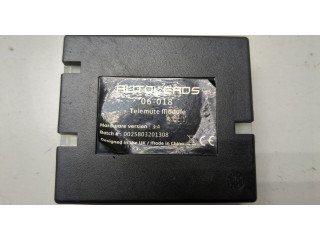 AUTOLEADS
06-018
Telemute Module
Hardware version : 3.4
Batch # : 0025803201308
Designed in the UK / Made in China
CE